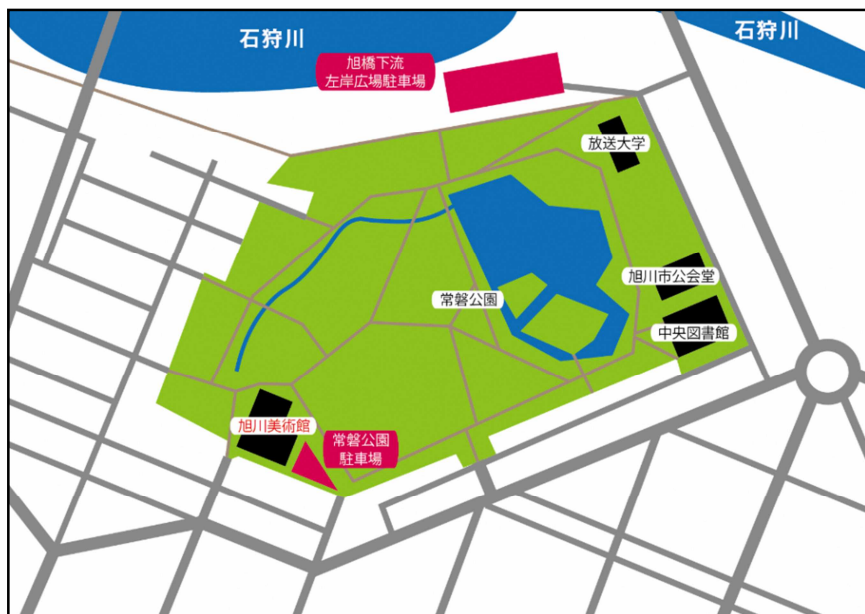 石狩川
石狩川
旭橋下流
左岸広場駐車場
放送大学
旭川市公会堂
常磐公園
中央図書館
旭川美術館
常磐公園
駐車場